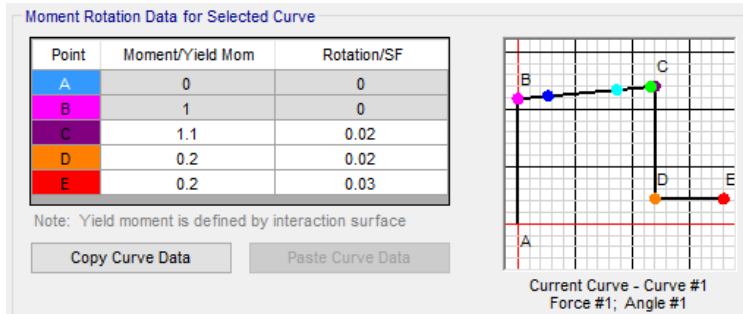 Moment Rotation Data for Selected Curve
Point Moment/Yield Mom Rotation/SF
A 0 0
B 1 0
C 1.1 0.02
D 0.2 0.02
E 0.2 0.03
Note: Yield moment is defined by interaction surface
Copy Curve Data Paste Curve Data
B C
D E
A
Current Curve - Curve #1
Force #1; Angle #1